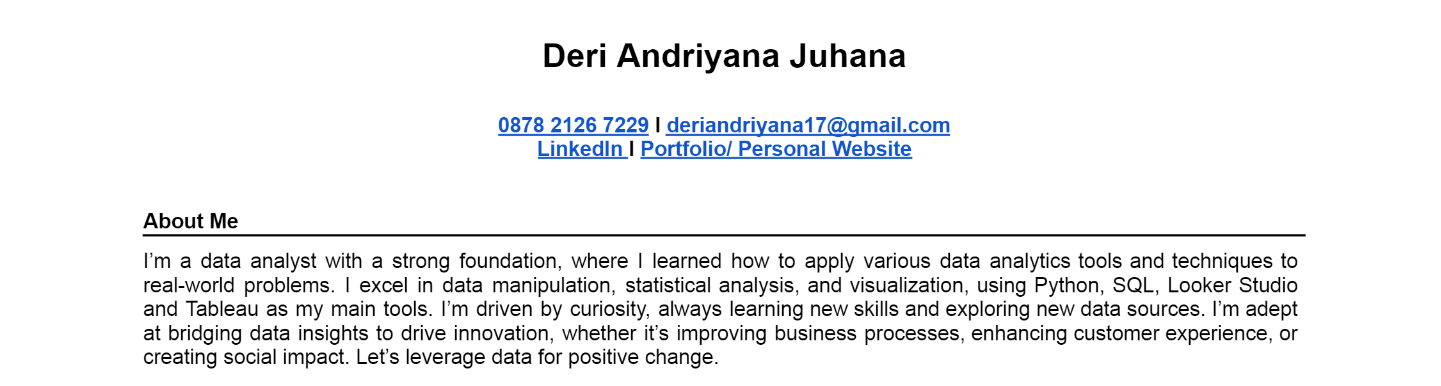 Deri Andriyana Juhana
0878 2126 7229 I deriandriyana17@gmail.com
LinkedIn I Portfolio/ Personal Website
About Me
I’m a data analyst with a strong foundation, where I learned how to apply various data analytics tools and techniques to
real-world problems. I excel in data manipulation, statistical analysis, and visualization, using Python, SQL, Looker Studio
and Tableau as my main tools. I’m driven by curiosity, always learning new skills and exploring new data sources. I’m adept
at bridging data insights to drive innovation, whether it’s improving business processes, enhancing customer experience, or
creating social impact. Let’s leverage data for positive change.